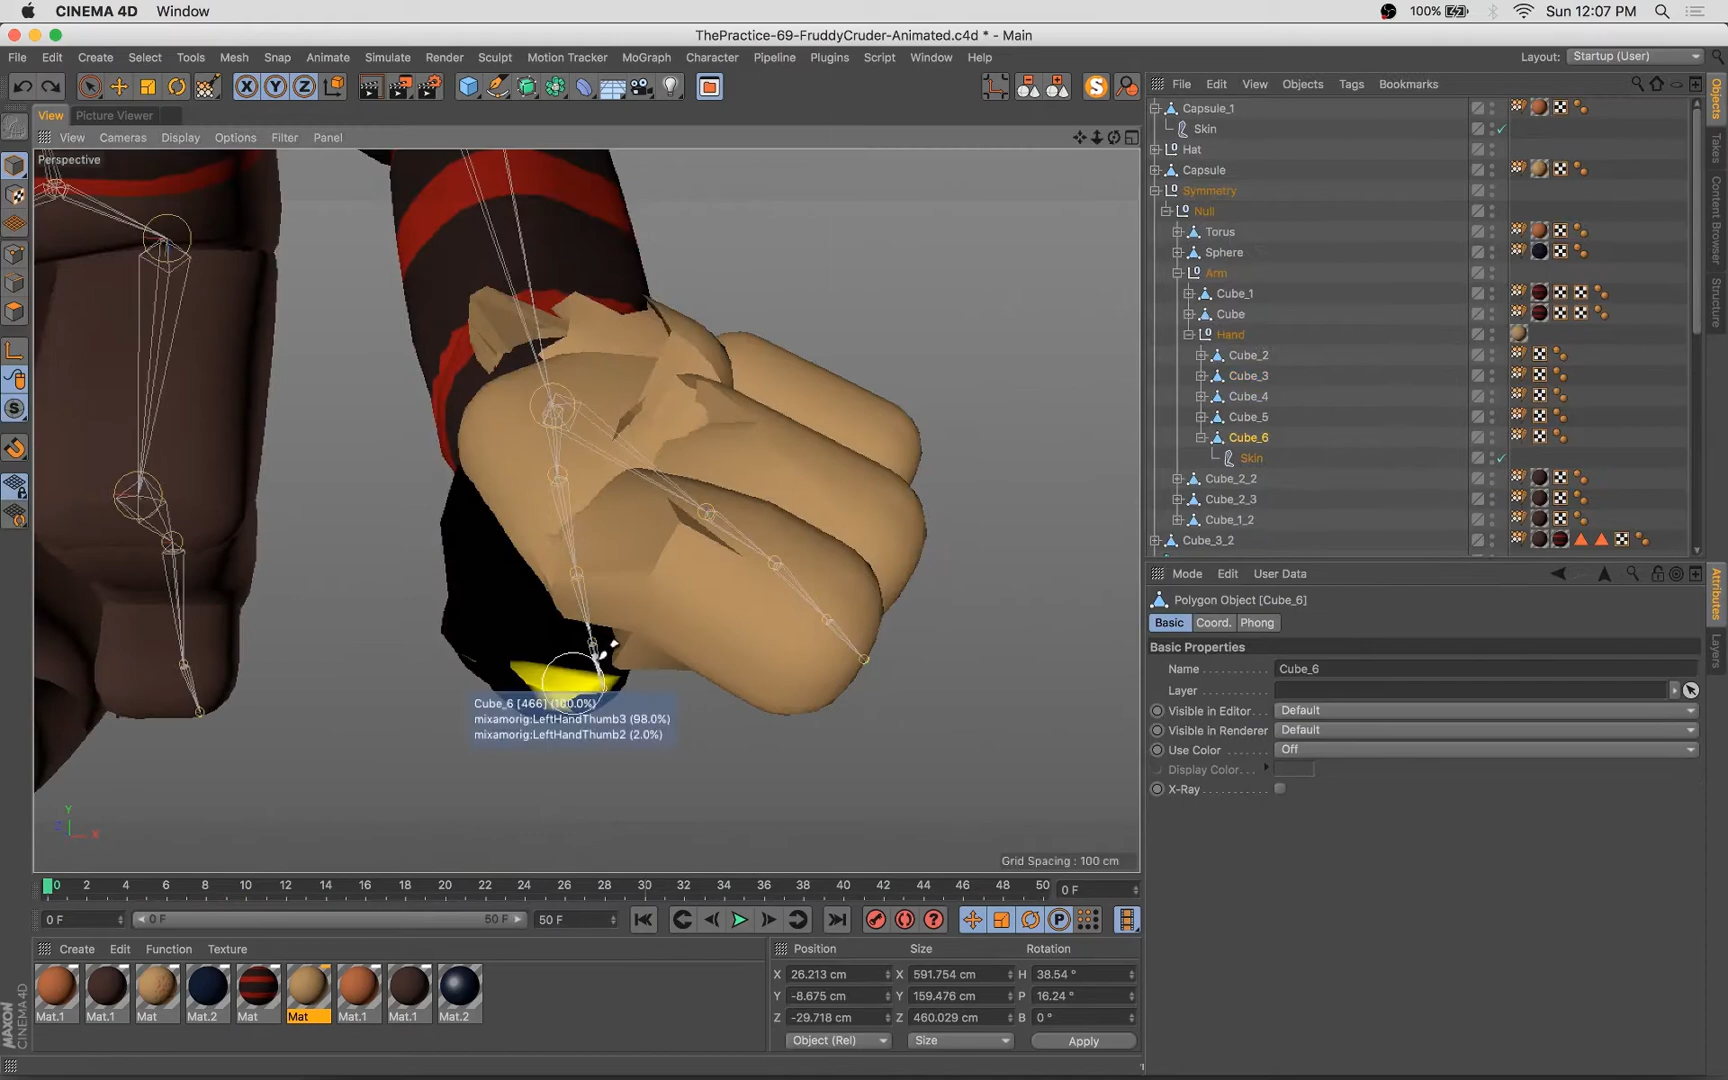 CINEMA 4D Window 100% Sun 12:07 PM
ThePractice-69-FruddyCruder-Animated.c4d * - Main
File Edit Create Select Tools Mesh Snap Animate Simulate Render Sculpt Motion Tracker MoGraph Character Pipeline Plugins Script Window Help Layout: Startup (User)
X Y Z S
File Edit View Objects Tags Bookmarks
View Picture Viewer
View Cameras Display Options Filter Panel
Perspective
Capsule_1
Skin
Hat
Capsule
Symmetry
Null
Torus
Sphere
Arm
Cube_1
Cube
Hand
Cube_2
Cube_3
Cube_4
Cube_5
Cube_6
Skin
Cube_2_2
Cube_2_3
Cube_1_2
Cube_3_2
Objects
Takes
Content Browser
Structure
Mode Edit User Data
Polygon Object [Cube_6]
Basic Coord. Phong
Basic Properties
Name Cube_6
Layer
Visible in Editor Default
Visible in Renderer Default
Use Color Off
Display Color
X-Ray
Attributes
Layers
Cube_6 [466] (100.0%)
mixamorig:LeftHandThumb3 (98.0%)
mixamorig:LeftHandThumb2 (2.0%)
Y
Z X
Grid Spacing : 100 cm
0 2 4 6 8 10 12 14 16 18 20 22 24 26 28 30 32 34 36 38 40 42 44 46 48 50 0 F
0 F 0 F 50 F 50 F
Create Edit Function Texture
Mat.1 Mat.1 Mat Mat.2 Mat Mat Mat.1 Mat.1 Mat.2
Position Size Rotation
X 26.213 cm X 591.754 cm H 38.54 °
Y -8.675 cm Y 159.476 cm P 16.24 °
Z -29.718 cm Z 460.029 cm B 0 °
Object (Rel) Size Apply
MAXON
CINEMA 4D